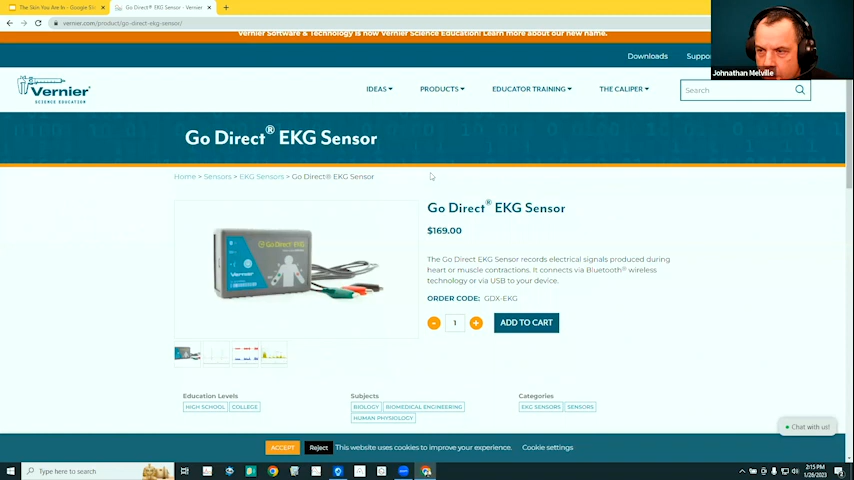 The Skin You Are In - Google Slid
Go Direct® EKG Sensor - Vernier
vernier.com/product/go-direct-ekg-sensor/
Vernier Software & Technology is now Vernier Science Education! Learn more about our new name.
Downloads
Suppo
Johnathan Melville
Vernier
SCIENCE EDUCATION
IDEAS
PRODUCTS
EDUCATOR TRAINING
THE CALIPER
Search
Go Direct® EKG Sensor
Home > Sensors > EKG Sensors > Go Direct® EKG Sensor
Go Direct® EKG Sensor
$169.00
The Go Direct EKG Sensor records electrical signals produced during
heart or muscle contractions. It connects via Bluetooth® wireless
technology or via USB to your device.
ORDER CODE: GDX-EKG
- 1 +
ADD TO CART
Go Direct® EKG
Vernier
Education Levels
HIGH SCHOOL
COLLEGE
Subjects
BIOLOGY
BIOMEDICAL ENGINEERING
HUMAN PHYSIOLOGY
Categories
EKG SENSORS
SENSORS
Chat with us!
ACCEPT
Reject
This website uses cookies to improve your experience.
Cookie settings
Type here to search
2:15 PM
1/26/2023